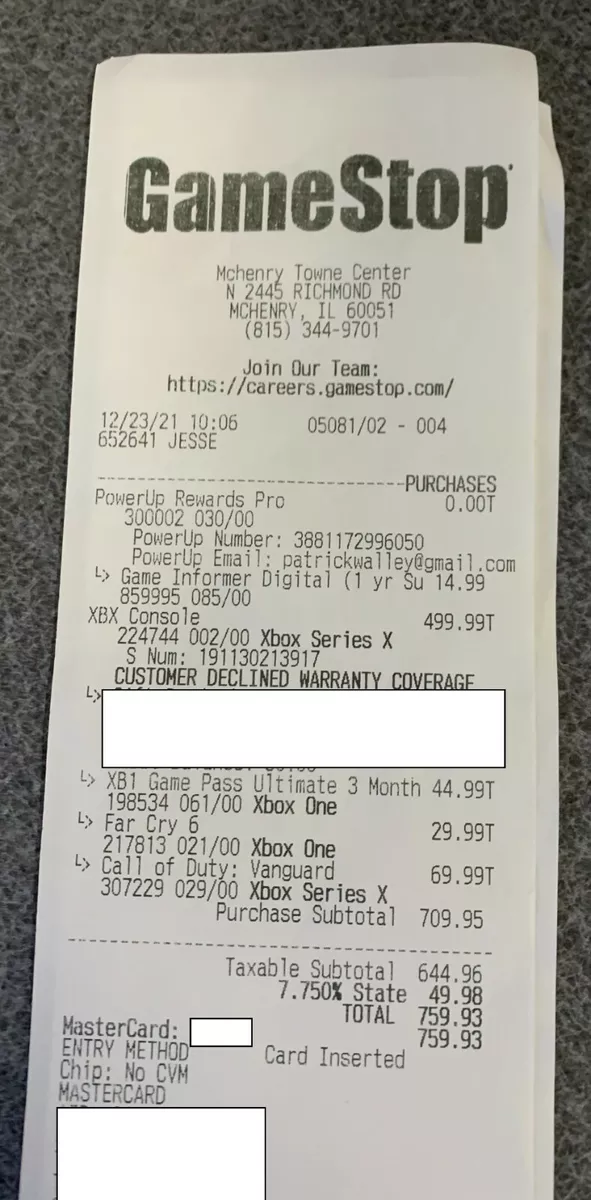 GameStop
Mchenry Towne Center
N 2445 RICHMOND RD
MCHENRY, IL 60051
(815) 344-9701
Join Our Team:
https://careers.gamestop.com/
12/23/21 10:06 05081/02 - 004
652641 JESSE
PURCHASES
PowerUp Rewards Pro 0.00T
300002 030/00
PowerUp Number: 3881172996050
PowerUp Email: patrickwalley@gmail.com
Game Informer Digital (1 yr Su 14.99
859995 085/00
XBX Console 499.99T
224744 002/00 Xbox Series X
S Num: 191130213917
CUSTOMER DECLINED WARRANTY COVERAGE
XB1 Game Pass Ultimate 3 Month 44.99T
198534 061/00 Xbox One
Far Cry 6 29.99T
217813 021/00 Xbox One
Call of Duty: Vanguard 69.99T
307229 029/00 Xbox Series X
Purchase Subtotal 709.95
Taxable Subtotal 644.96
7.750% State 49.98
TOTAL 759.93
MasterCard: 759.93
ENTRY METHOD Card Inserted
Chip: No CVM
MASTERCARD